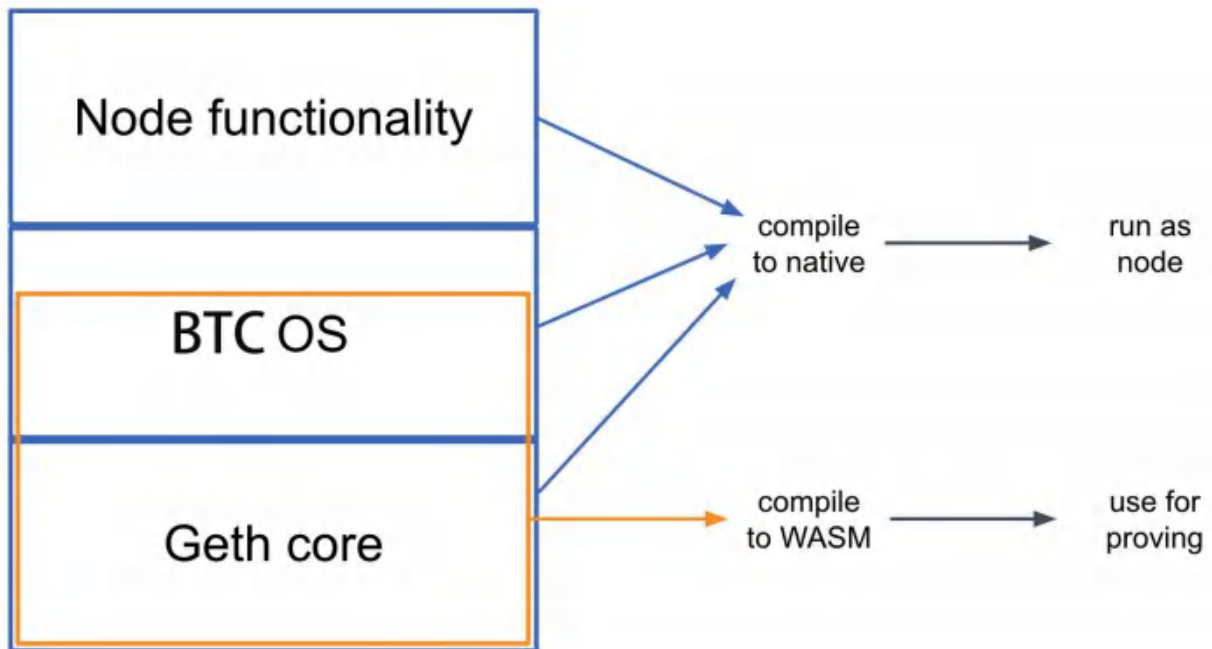 Node functionality
compile
to native
run as
node
BTC OS
Geth core
compile
to WASM
use for
proving